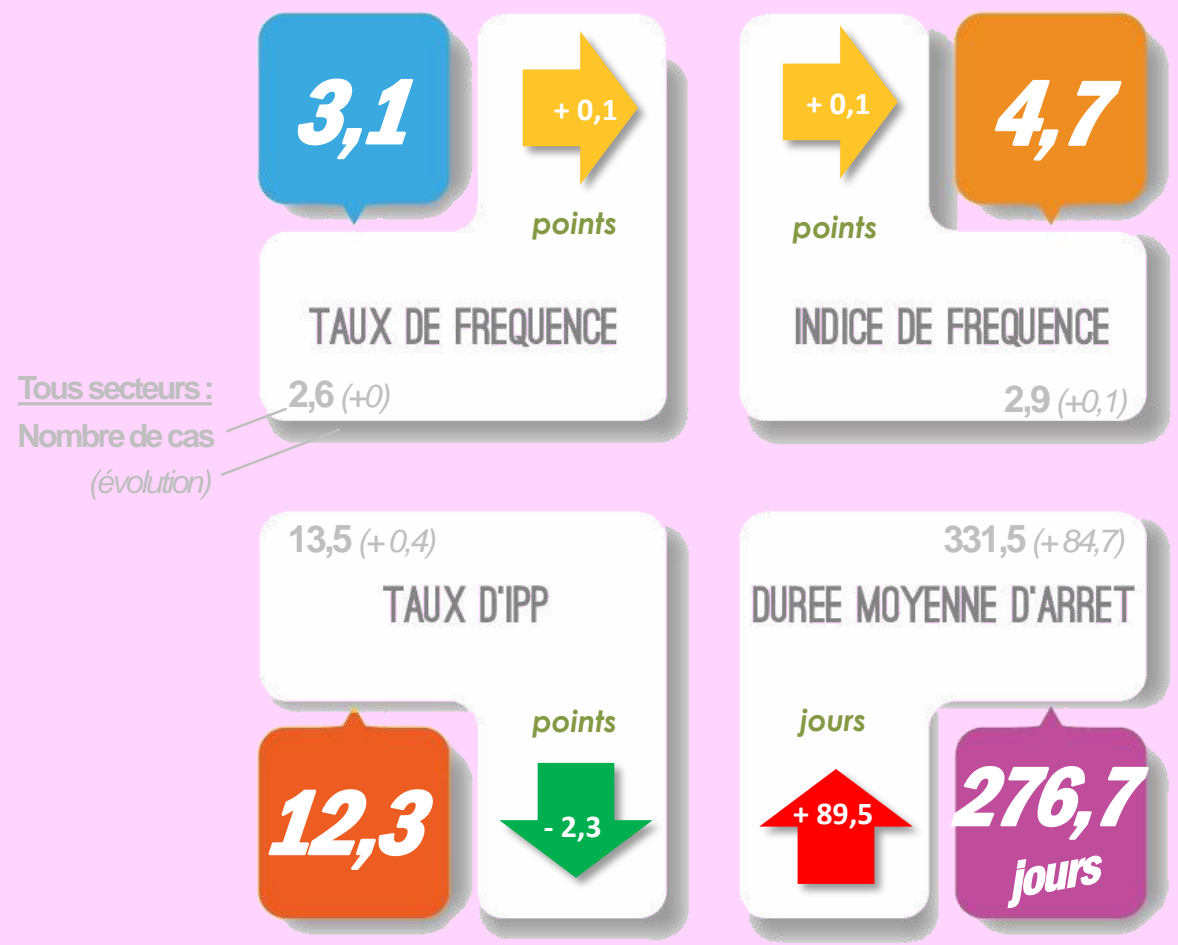 3,1
+ 0,1
points
TAUX DE FREQUENCE
2,6 (+0)
+ 0,1
points
4,7
INDICE DE FREQUENCE
2,9 (+0,1)
Tous secteurs :
Nombre de cas
(évolution)
13,5 (+ 0,4)
TAUX D'IPP
12,3
points
- 2,3
331,5 (+ 84,7)
DUREE MOYENNE D'ARRET
jours
+ 89,5
276,7
jours